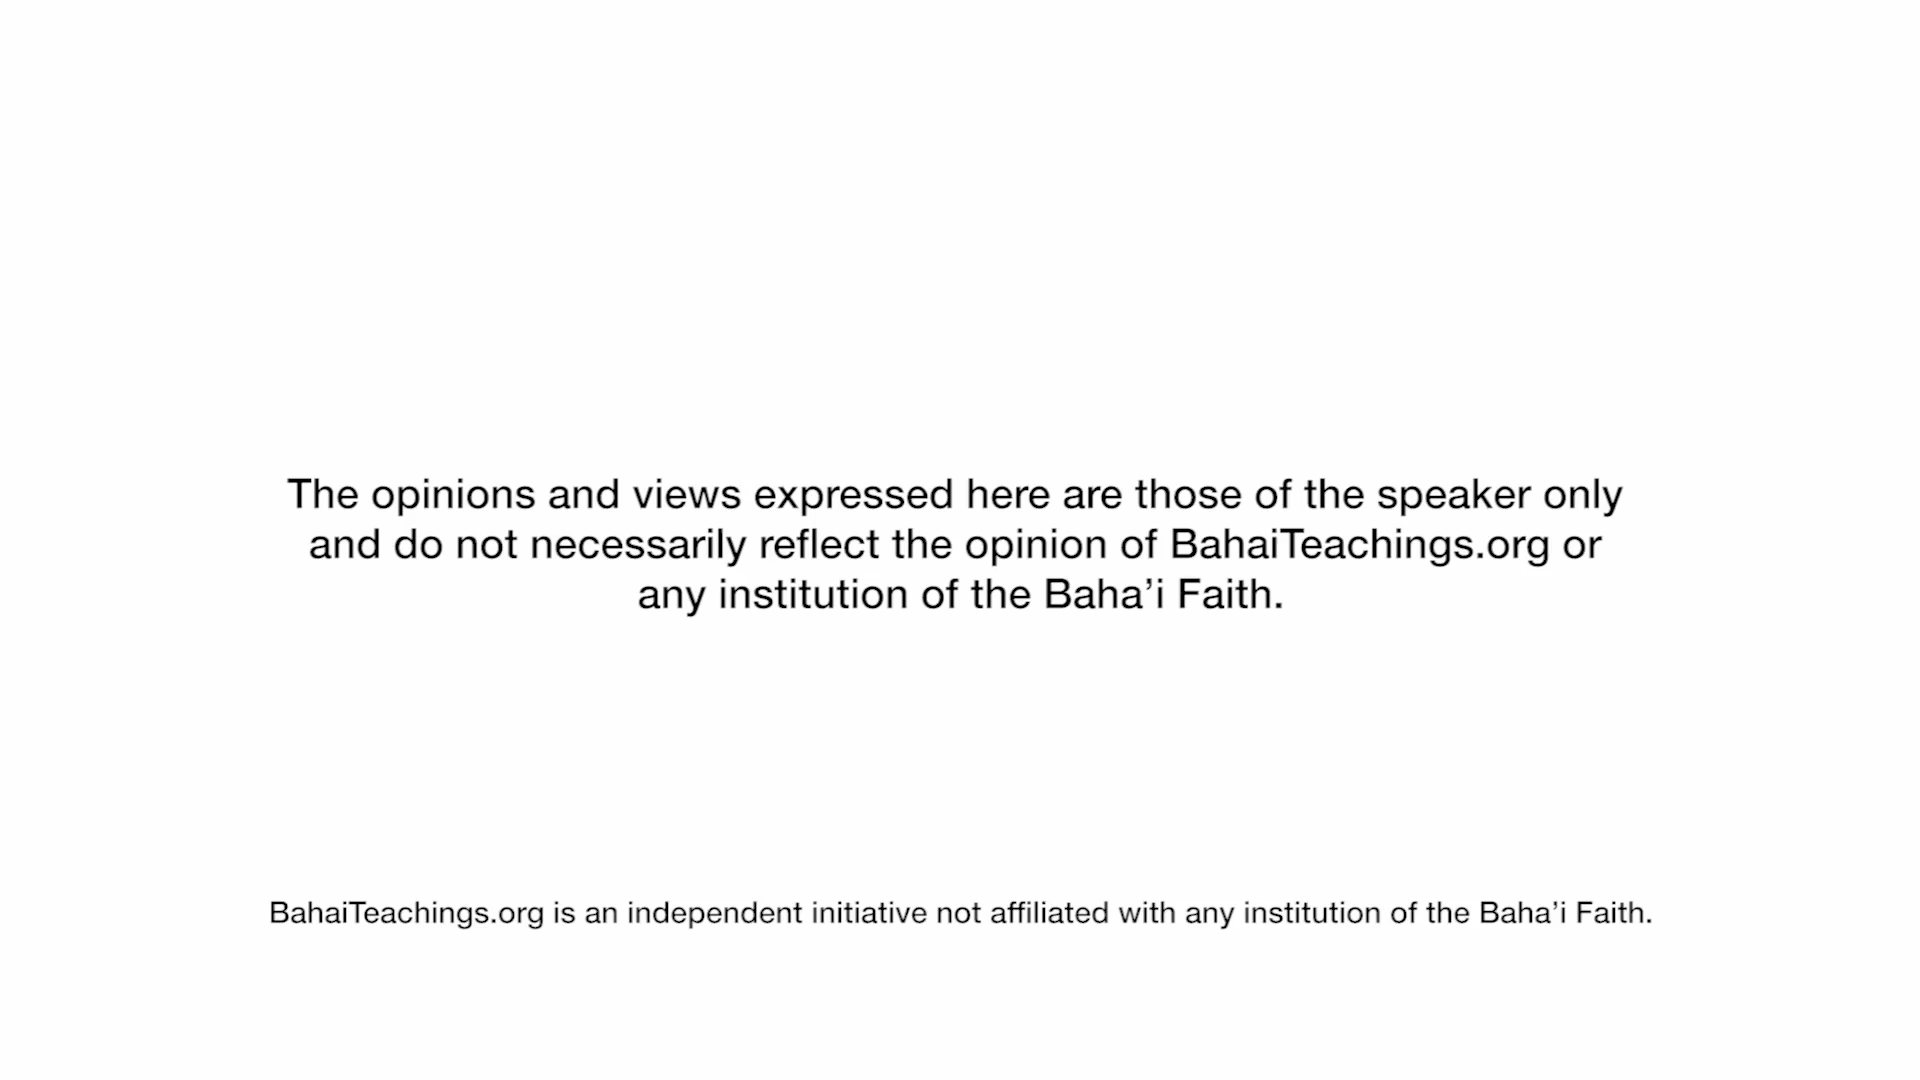 The opinions and views expressed here are those of the speaker only
and do not necessarily reflect the opinion of BahaiTeachings.org or
any institution of the Baha’i Faith.
BahaiTeachings.org is an independent initiative not affiliated with any institution of the Baha’i Faith.